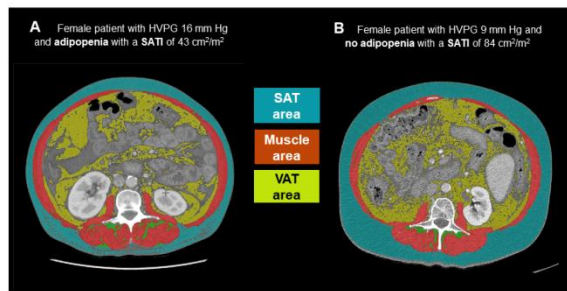 A Female patient with HVPG 16 mm Hg
and adipopenia with a SATI of 43 cm²/m²
B Female patient with HVPG 9 mm Hg and
no adipopenia with a SATI of 84 cm²/m²
SAT
area
Muscle
area
VAT
area